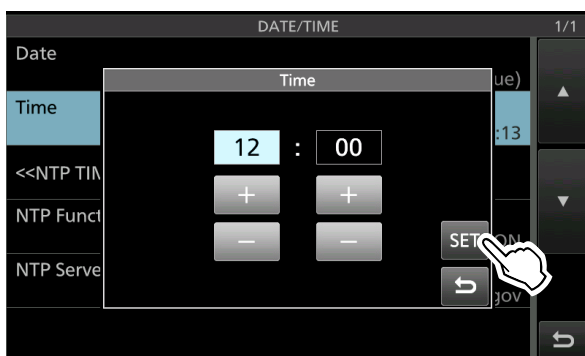 DATE/TIME 1/1
Date
ue)
Time
Time
:13
12 : 00
<<NTP TIM
+ +
NTP Funct
- -
SET
ON
NTP Serve
gov